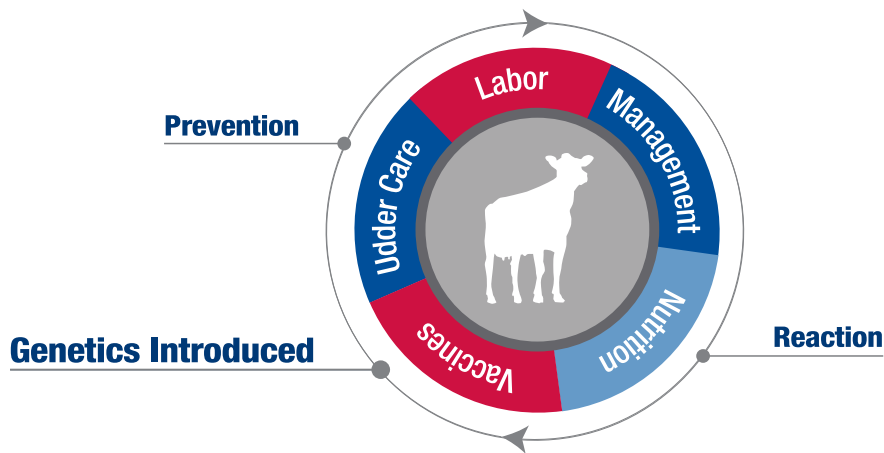 Labor
Management
Prevention
Udder Care
Nutrition
Reaction
Vaccines
Genetics Introduced